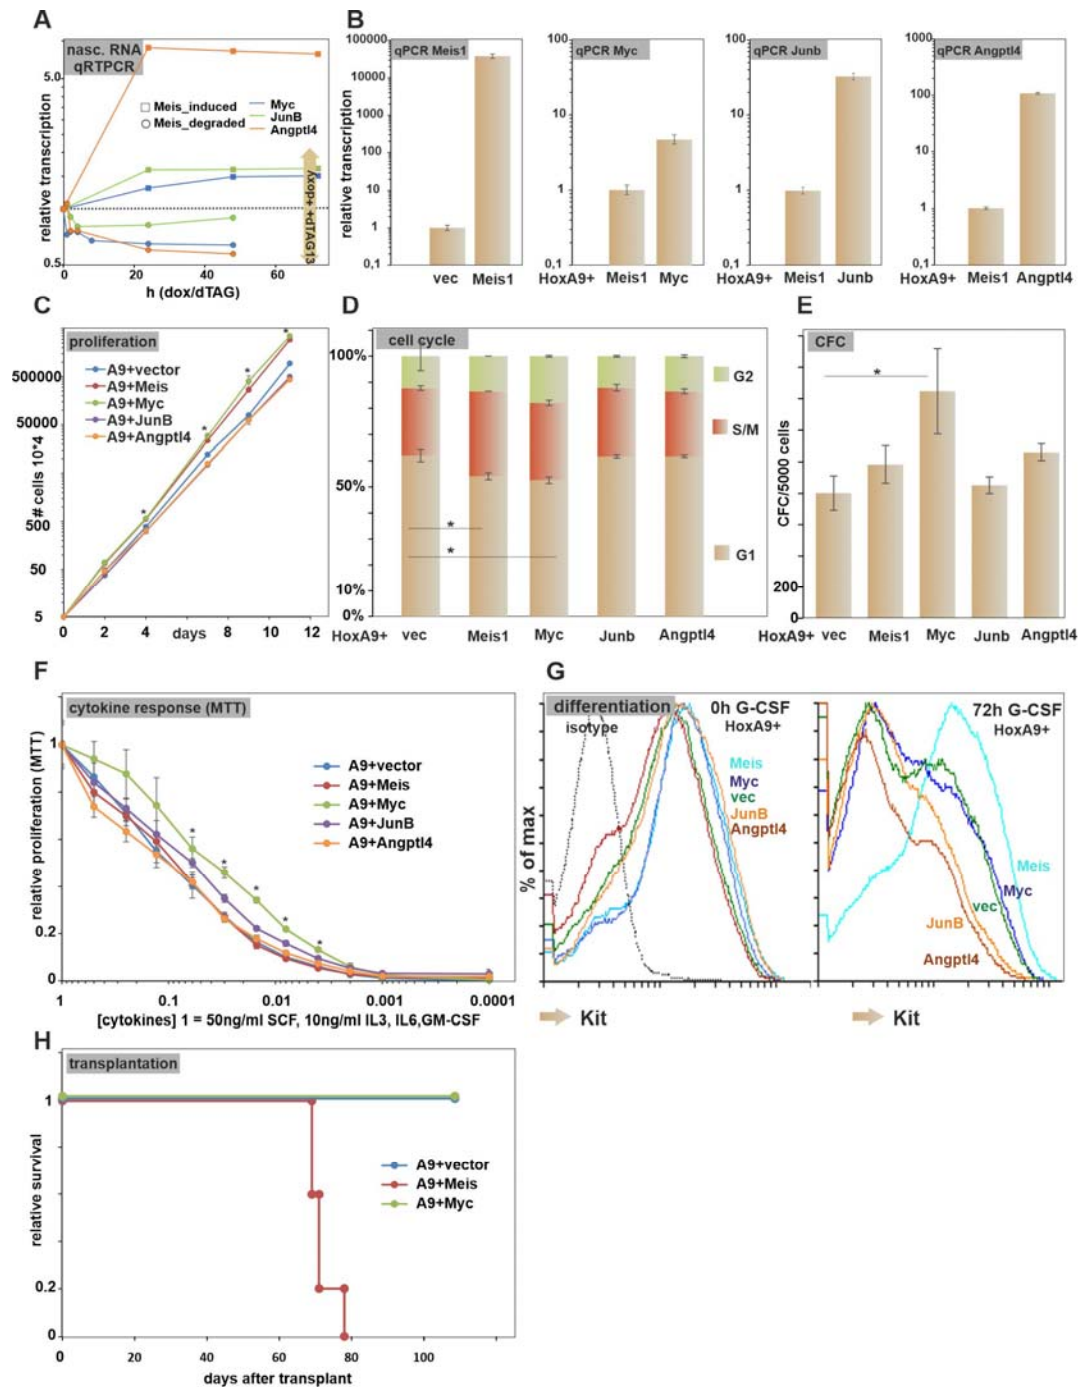 A
nasc. RNA
qRTPCR
relative transcription
5.0
0.5
Meis_induced
Meis_degraded
Myc
JunB
Angptl4
+dTAG13
0
20
40
60
h (dox/dTAG)
B
relative transcription
qPCR Meis1
100000
10000
100
10
1
0,1
vec
Meis1
qPCR Myc
100
10
1
0,1
HoxA9+
Meis1
Myc
qPCR Junb
100
10
1
0,1
HoxA9+
Meis1
Junb
qPCR Angptl4
1000
100
10
1
0,1
HoxA9+
Meis1
Angptl4
C
proliferation
# cells 10*4
500000
50000
500
50
5
A9+vector
A9+Meis
A9+Myc
A9+JunB
A9+Angptl4
* * * *
0 2 4 days 8 10 12
D
cell cycle
100%
50%
10%
0%
*
*
G2
S/M
G1
HoxA9+
vec
Meis1
Myc
Junb
Angptl4
E
CFC
CFC/5000 cells
*
200
0
HoxA9+
vec
Meis1
Myc
Junb
Angptl4
F
cytokine response (MTT)
relative proliferation (MTT)
1
0.2
0
A9+vector
A9+Meis
A9+Myc
A9+JunB
A9+Angptl4
* * * * *
1 0.1 0.01 0.001 0.0001
[cytokines] 1 = 50ng/ml SCF, 10ng/ml IL3, IL6,GM-CSF
G
differentiation
isotype
0h G-CSF
HoxA9+
Meis
Myc
vec
JunB
Angptl4
% of max
Kit
72h G-CSF
HoxA9+
Meis
Myc
vec
JunB
Angptl4
Kit
H
transplantation
relative survival
1
0.2
0
A9+vector
A9+Meis
A9+Myc
0 20 40 60 80 100
days after transplant